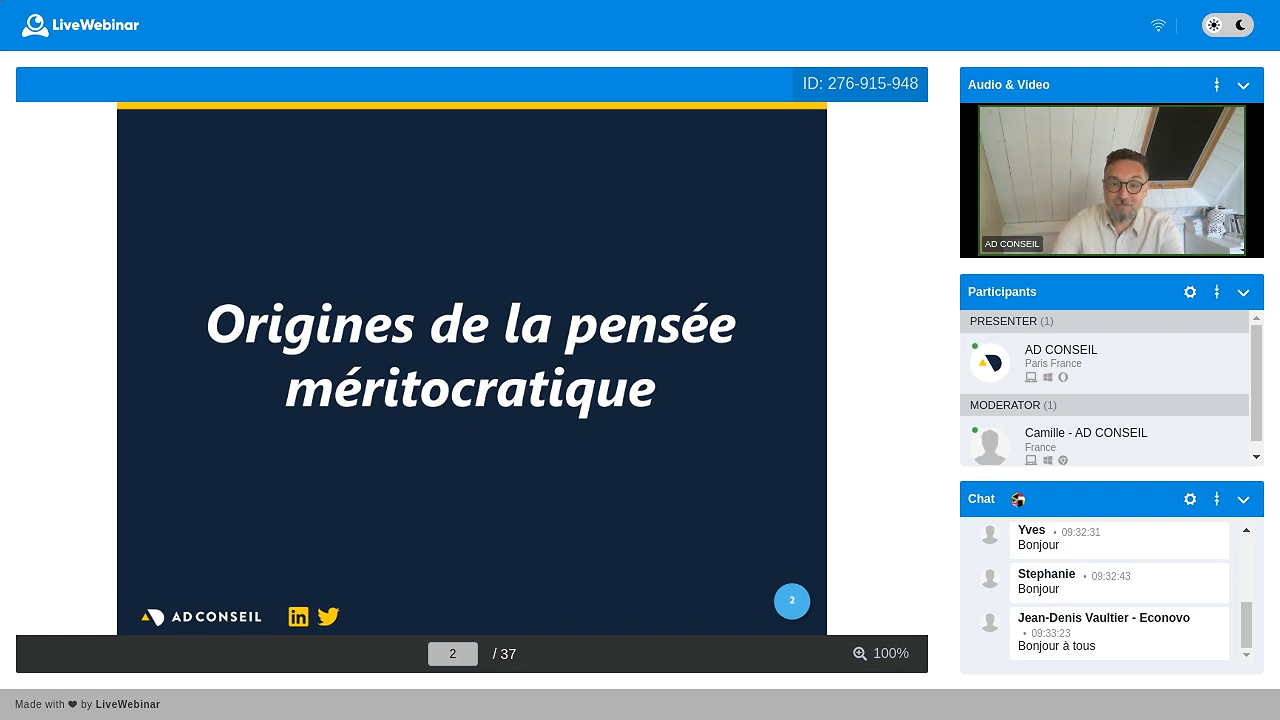 LiveWebinar
ID: 276-915-948
Origines de la pensée
méritocratique
AD CONSEIL
in
2
2 / 37
100%
Audio & Video
AD CONSEIL
Participants
PRESENTER (1)
AD CONSEIL
Paris France
MODERATOR (1)
Camille - AD CONSEIL
France
Chat
Yves • 09:32:31
Bonjour
Stephanie • 09:32:43
Bonjour
Jean-Denis Vaultier - Econovo
• 09:33:23
Bonjour à tous
Made with ❤ by LiveWebinar